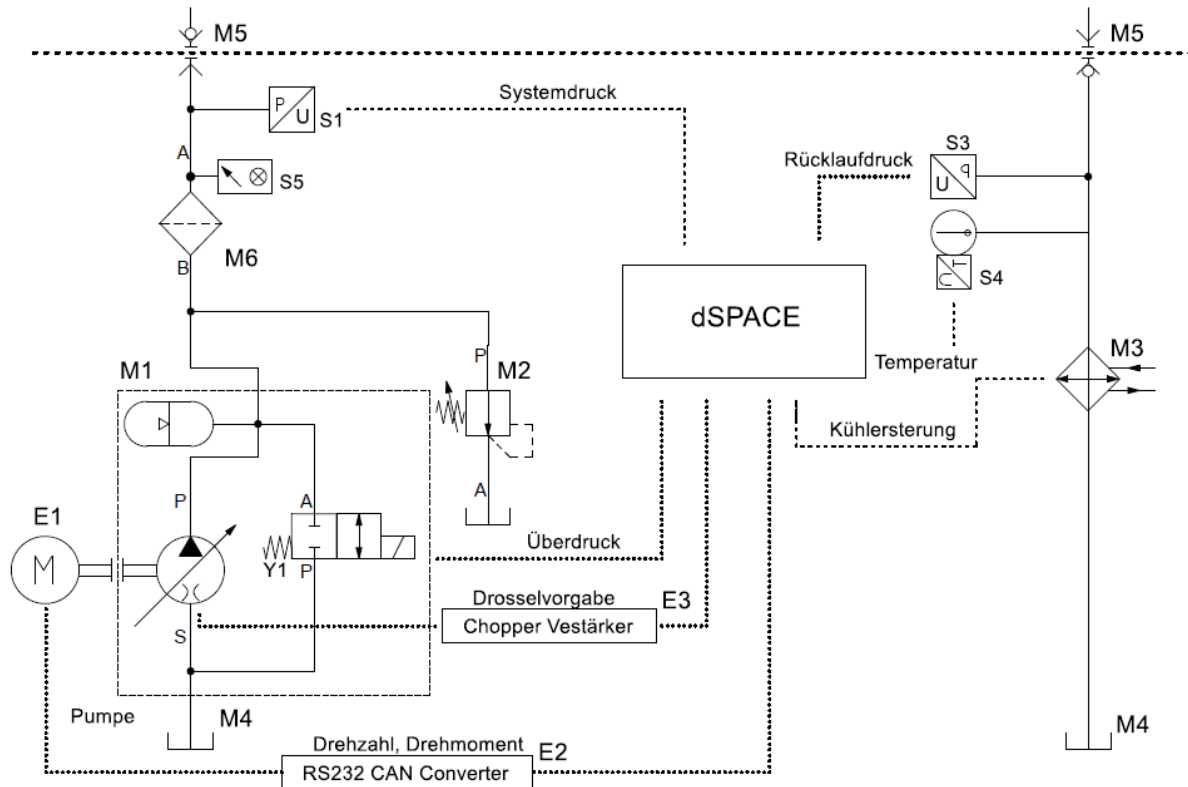 M5
M5
Systemdruck
P
U
S1
A
S5
Rücklaufdruck
S3
U
q
M6
B
S4
U
T
dSPACE
Temperatur
M3
M1
P
M2
Kühlersterung
P
A
A
E1
M
Y1
P
Überdruck
Drosselvorgabe
E3
Chopper Vestärker
S
Pumpe
M4
M4
Drehzahl, Drehmoment
E2
RS232 CAN Converter